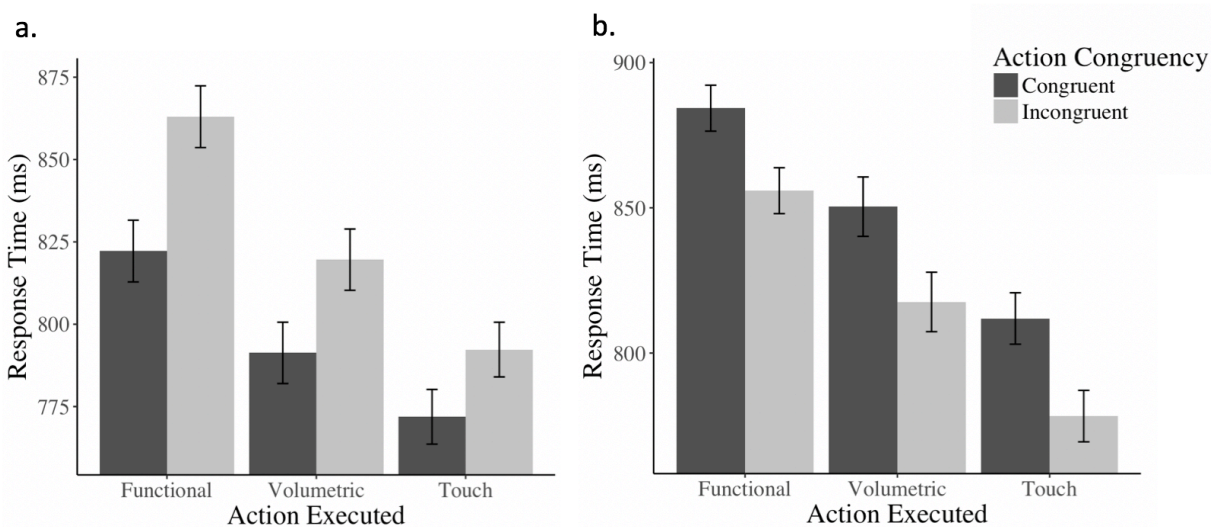 a.
Response Time (ms)
875
850
825
800
775
Functional Volumetric Touch
Action Executed
b.
Response Time (ms)
900
850
800
Functional Volumetric Touch
Action Executed
Action Congruency
Congruent
Incongruent